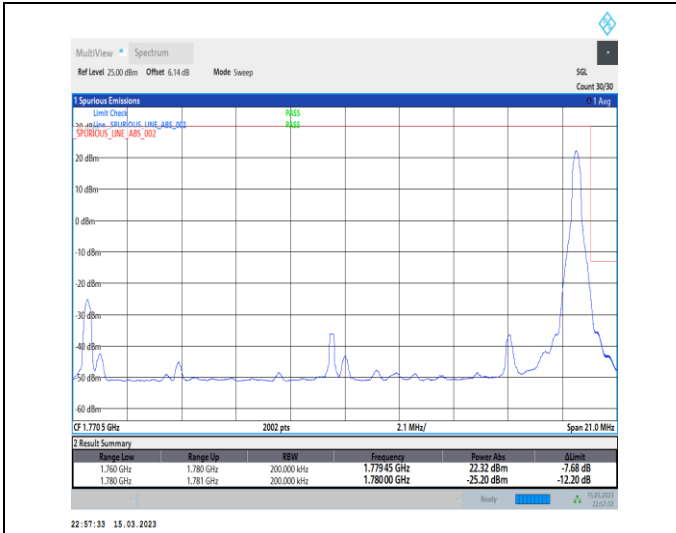 MultiView Spectrum
Ref Level 25.00 dBm Offset 6.14 dB Mode Sweep SGL
Count 30/30
1 Spurious Emissions 1 Avg
Limit Check PASS
Line _SPURIOUS_LINE_ABS_002 PASS
_SPURIOUS_LINE_ABS_002
20 dBm
10 dBm
0 dBm
-10 dBm
-20 dBm
-30 dBm
-40 dBm
-50 dBm
-60 dBm
CF 1.7705 GHz 2002 pts 2.1 MHz/ Span 21.0 MHz
2 Result Summary
Range Low Range Up RBW Frequency Power Abs ΔLimit
1.760 GHz 1.780 GHz 200.000 kHz 1.77945 GHz 22.32 dBm -7.68 dB
1.780 GHz 1.781 GHz 200.000 kHz 1.78000 GHz -25.20 dBm -12.20 dB
Ready 15.03.2023
22:57:33
22:57:33 15.03.2023